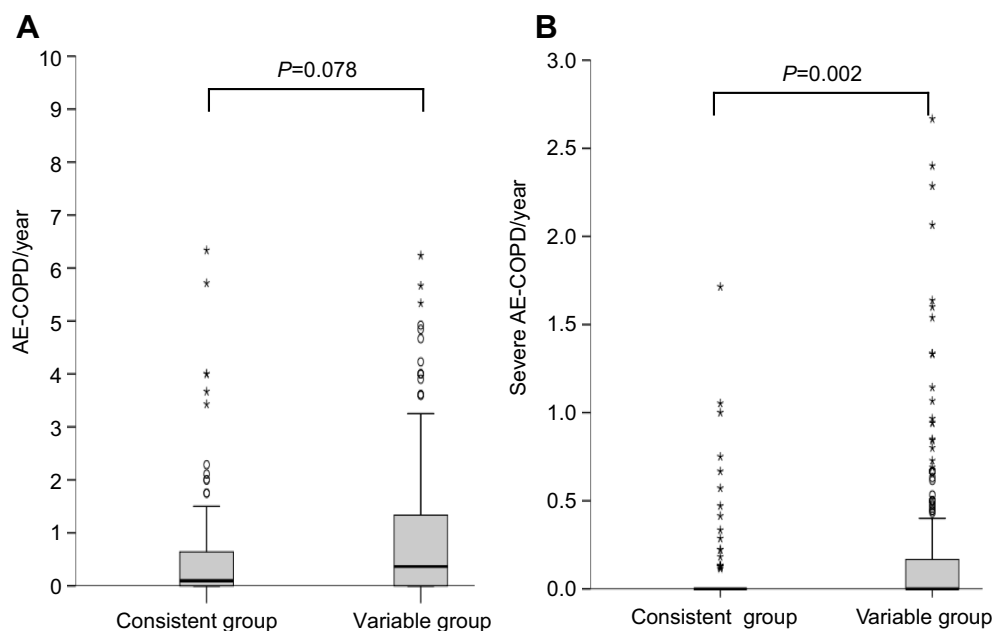 A
P=0.078
AE-COPD/year
10
9
8
7
6
5
4
3
2
1
0
Consistent group
Variable group
B
P=0.002
Severe AE-COPD/year
3.0
2.5
2.0
1.5
1.0
0.5
0.0
Consistent group
Variable group